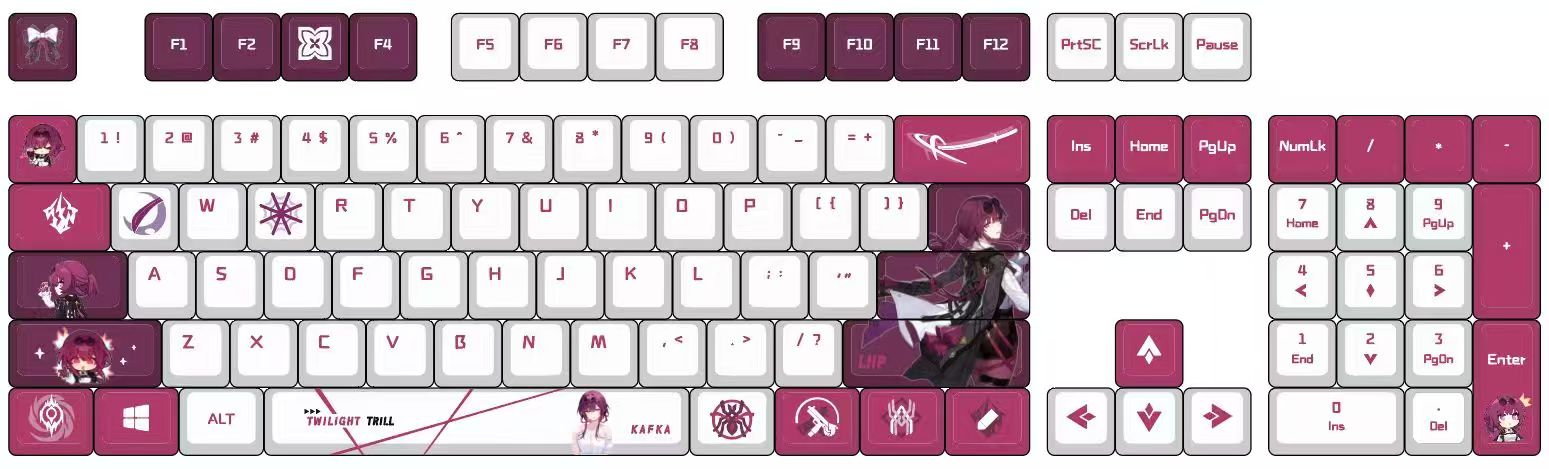 F1 F2 F4 F5 F6 F7 F8 F9 F10 F11 F12 PrtSC ScrLk Pause
1 ! 2 @ 3 # 4 $ 5 % 6 ^ 7 & 8 * 9 ( 0 ) - _ = + Ins Home PgUp NumLk / * -
W R T Y U I O P [ { ] } Del End PgDn 7 Home 8 9 PgUp +
A S D F G H J K L ; : ' " 4 5 6
Z X C V B N M , < . > / ? LHP 1 End 2 3 PgDn Enter
ALT TWILIGHT TRILL KAFKA 0 Ins . Del